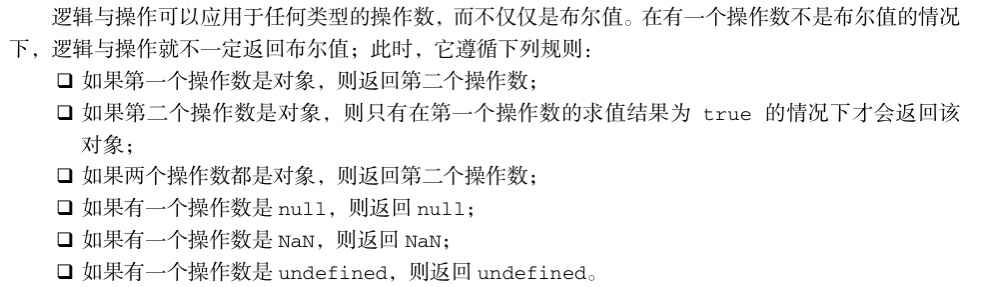 逻辑与操作可以应用于任何类型的操作数，而不仅仅是布尔值。在有一个操作数不是布尔值的情况
下，逻辑与操作就不一定返回布尔值；此时，它遵循下列规则：
❑ 如果第一个操作数是对象，则返回第二个操作数；
❑ 如果第二个操作数是对象，则只有在第一个操作数的求值结果为 true 的情况下才会返回该
对象；
❑ 如果两个操作数都是对象，则返回第二个操作数；
❑ 如果有一个操作数是 null，则返回 null；
❑ 如果有一个操作数是 NaN，则返回 NaN；
❑ 如果有一个操作数是 undefined，则返回 undefined。